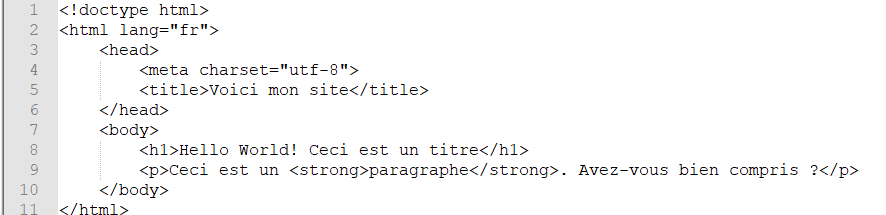 1 <!doctype html>
2 <html lang="fr">
3 <head>
4 <meta charset="utf-8">
5 <title>Voici mon site</title>
6 </head>
7 <body>
8 <h1>Hello World! Ceci est un titre</h1>
9 <p>Ceci est un <strong>paragraphe</strong>. Avez-vous bien compris ?</p>
10 </body>
11 </html>